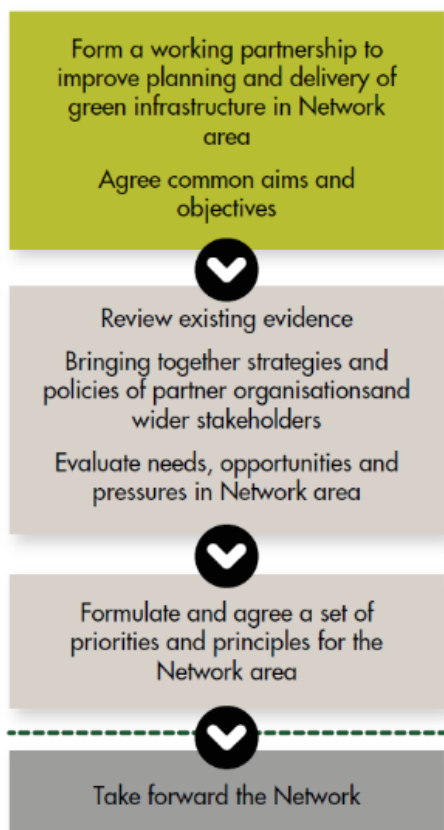 Form a working partnership to
improve planning and delivery of
green infrastructure in Network
area
Agree common aims and
objectives
Review existing evidence
Bringing together strategies and
policies of partner organisationsand
wider stakeholders
Evaluate needs, opportunities and
pressures in Network area
Formulate and agree a set of
priorities and principles for the
Network area
Take forward the Network